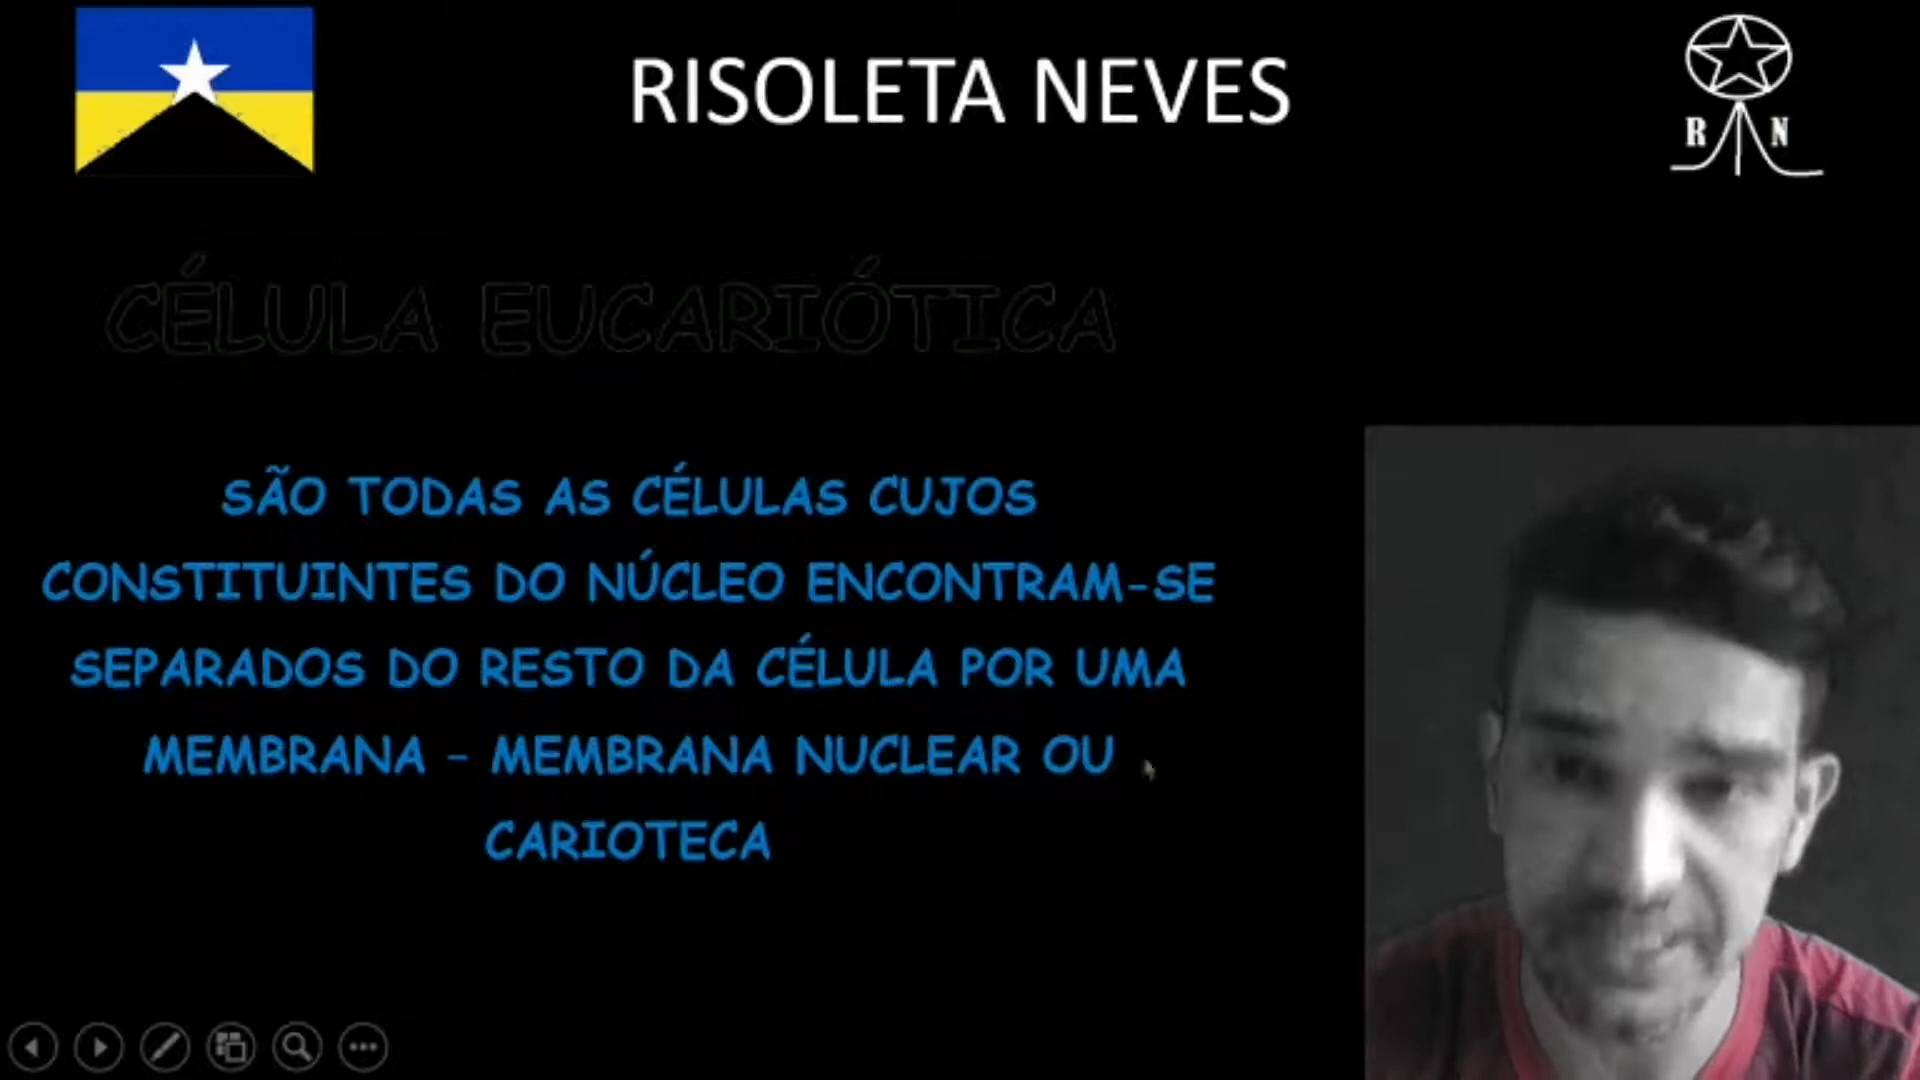 RISOLETA NEVES
R N
CÉLULA EUCARIÓTICA
SÃO TODAS AS CÉLULAS CUJOS
CONSTITUINTES DO NÚCLEO ENCONTRAM-SE
SEPARADOS DO RESTO DA CÉLULA POR UMA
MEMBRANA – MEMBRANA NUCLEAR OU
CARIOTECA